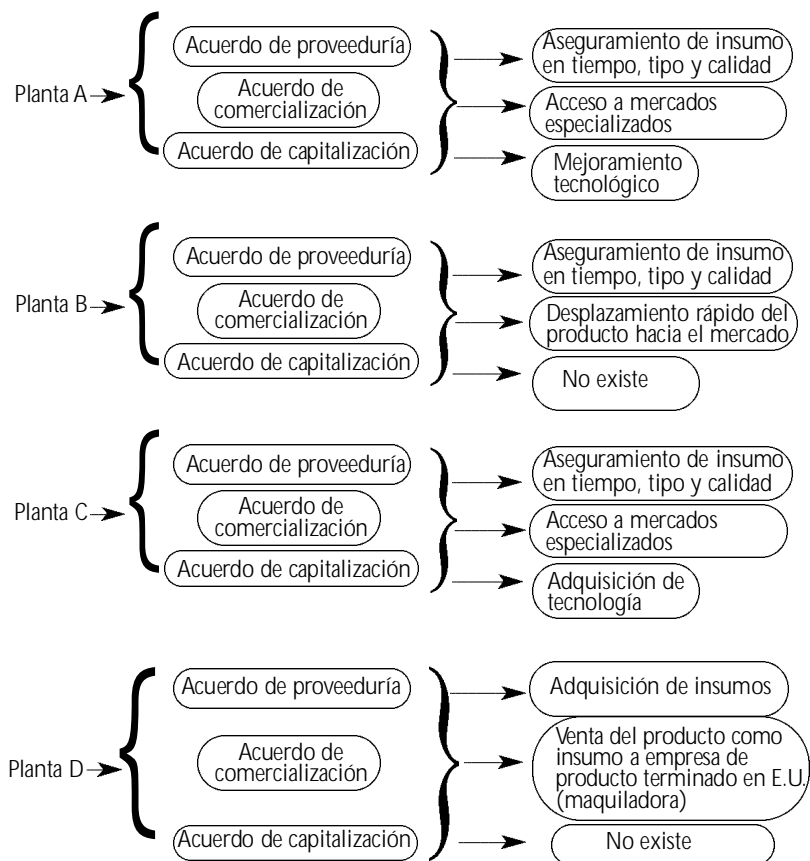 Planta A
Acuerdo de proveeduría
Acuerdo de
comercialización
Acuerdo de capitalización
Aseguramiento de insumo
en tiempo, tipo y calidad
Acceso a mercados
especializados
Mejoramiento
tecnológico
Planta B
Acuerdo de proveeduría
Acuerdo de
comercialización
Acuerdo de capitalización
Aseguramiento de insumo
en tiempo, tipo y calidad
Desplazamiento rápido del
producto hacia el mercado
No existe
Planta C
Acuerdo de proveeduría
Acuerdo de
comercialización
Acuerdo de capitalización
Aseguramiento de insumo
en tiempo, tipo y calidad
Acceso a mercados
especializados
Adquisición de
tecnología
Planta D
Acuerdo de proveeduría
Acuerdo de
comercialización
Acuerdo de capitalización
Adquisición de insumos
Venta del producto como
insumo a empresa de
producto terminado en E.U.
(maquiladora)
No existe